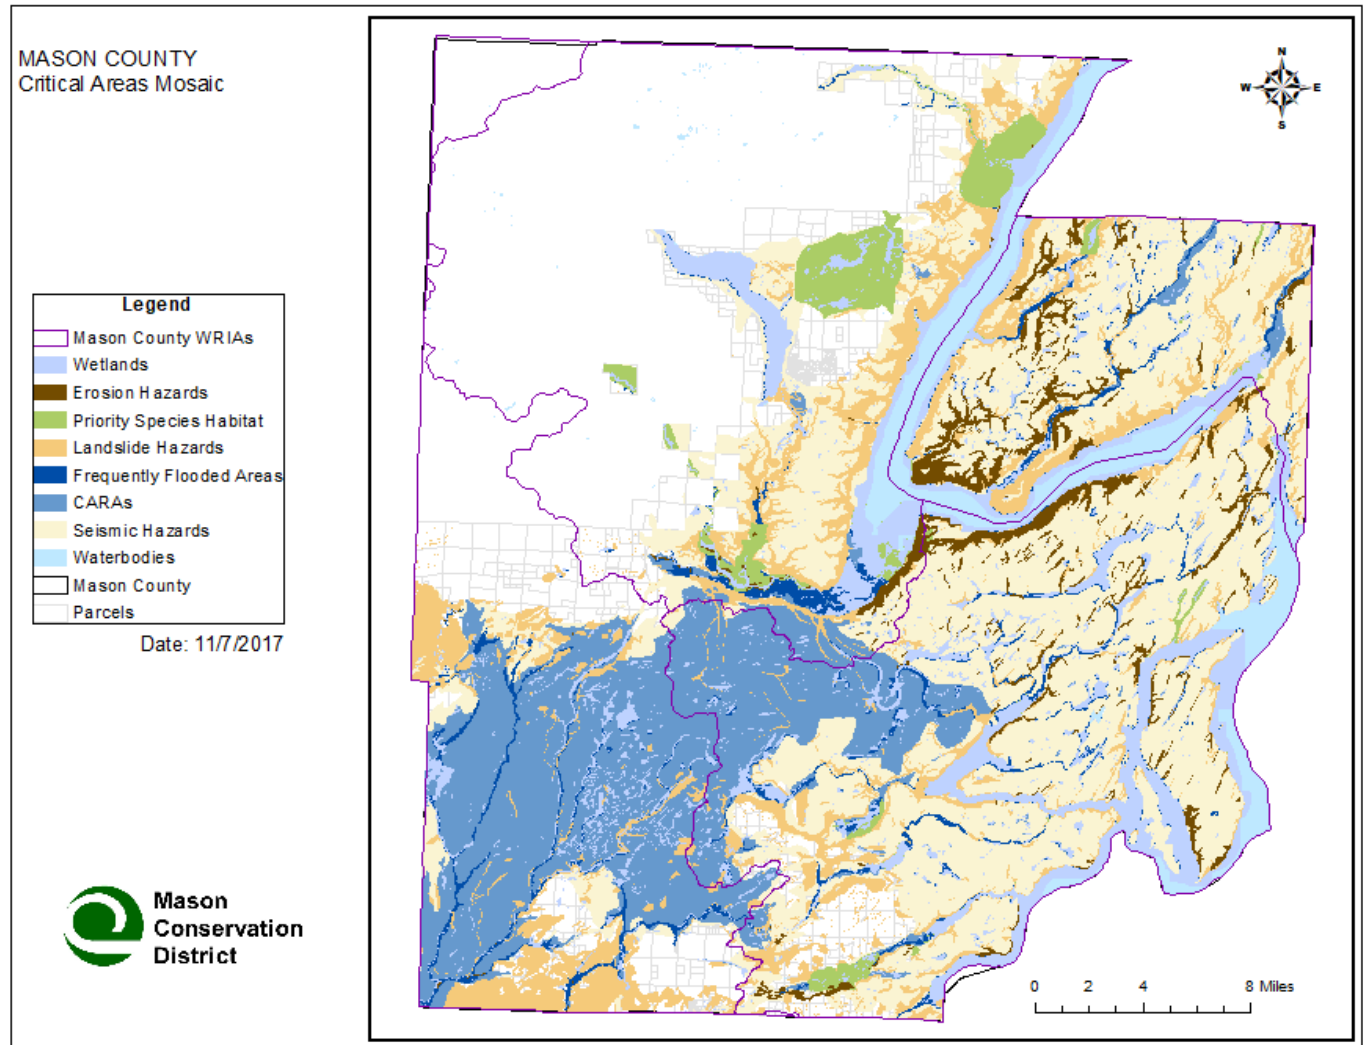 MASON COUNTY
Critical Areas Mosaic
Legend
Mason County WRIAs
Wetlands
Erosion Hazards
Priority Species Habitat
Landslide Hazards
Frequently Flooded Areas
CARAs
Seismic Hazards
Waterbodies
Mason County
Parcels
Date: 11/7/2017
Mason
Conservation
District
N
W E
S
0 2 4 8 Miles